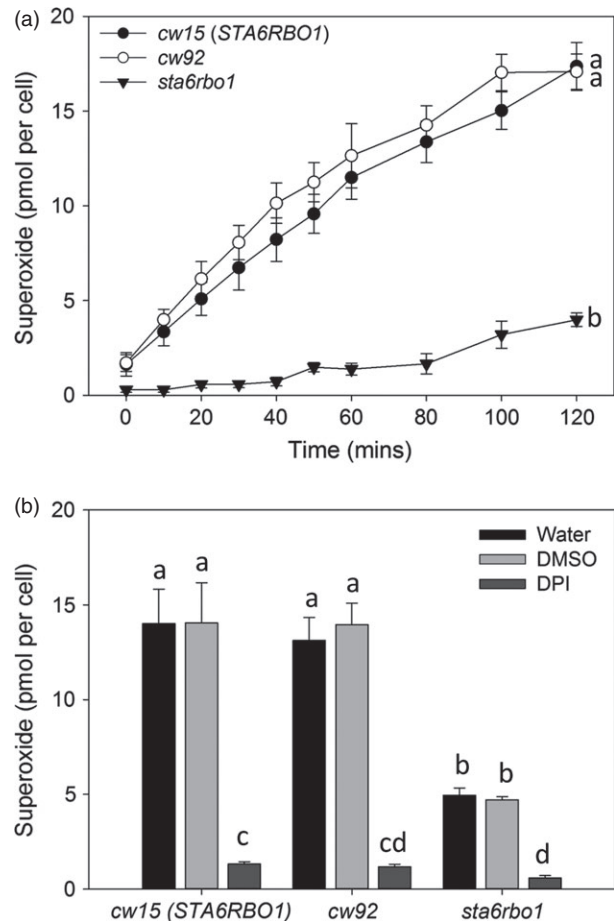 (a)
cw15 (STA6RBO1)
cw92
sta6rbo1
20
15
10
5
0
Superoxide (pmol per cell)
a
a
b
0 20 40 60 80 100 120
Time (mins)
(b)
Water
DMSO
DPI
20
15
10
5
0
Superoxide (pmol per cell)
a a c a a cd b b d
cw15 (STA6RBO1) cw92 sta6rbo1